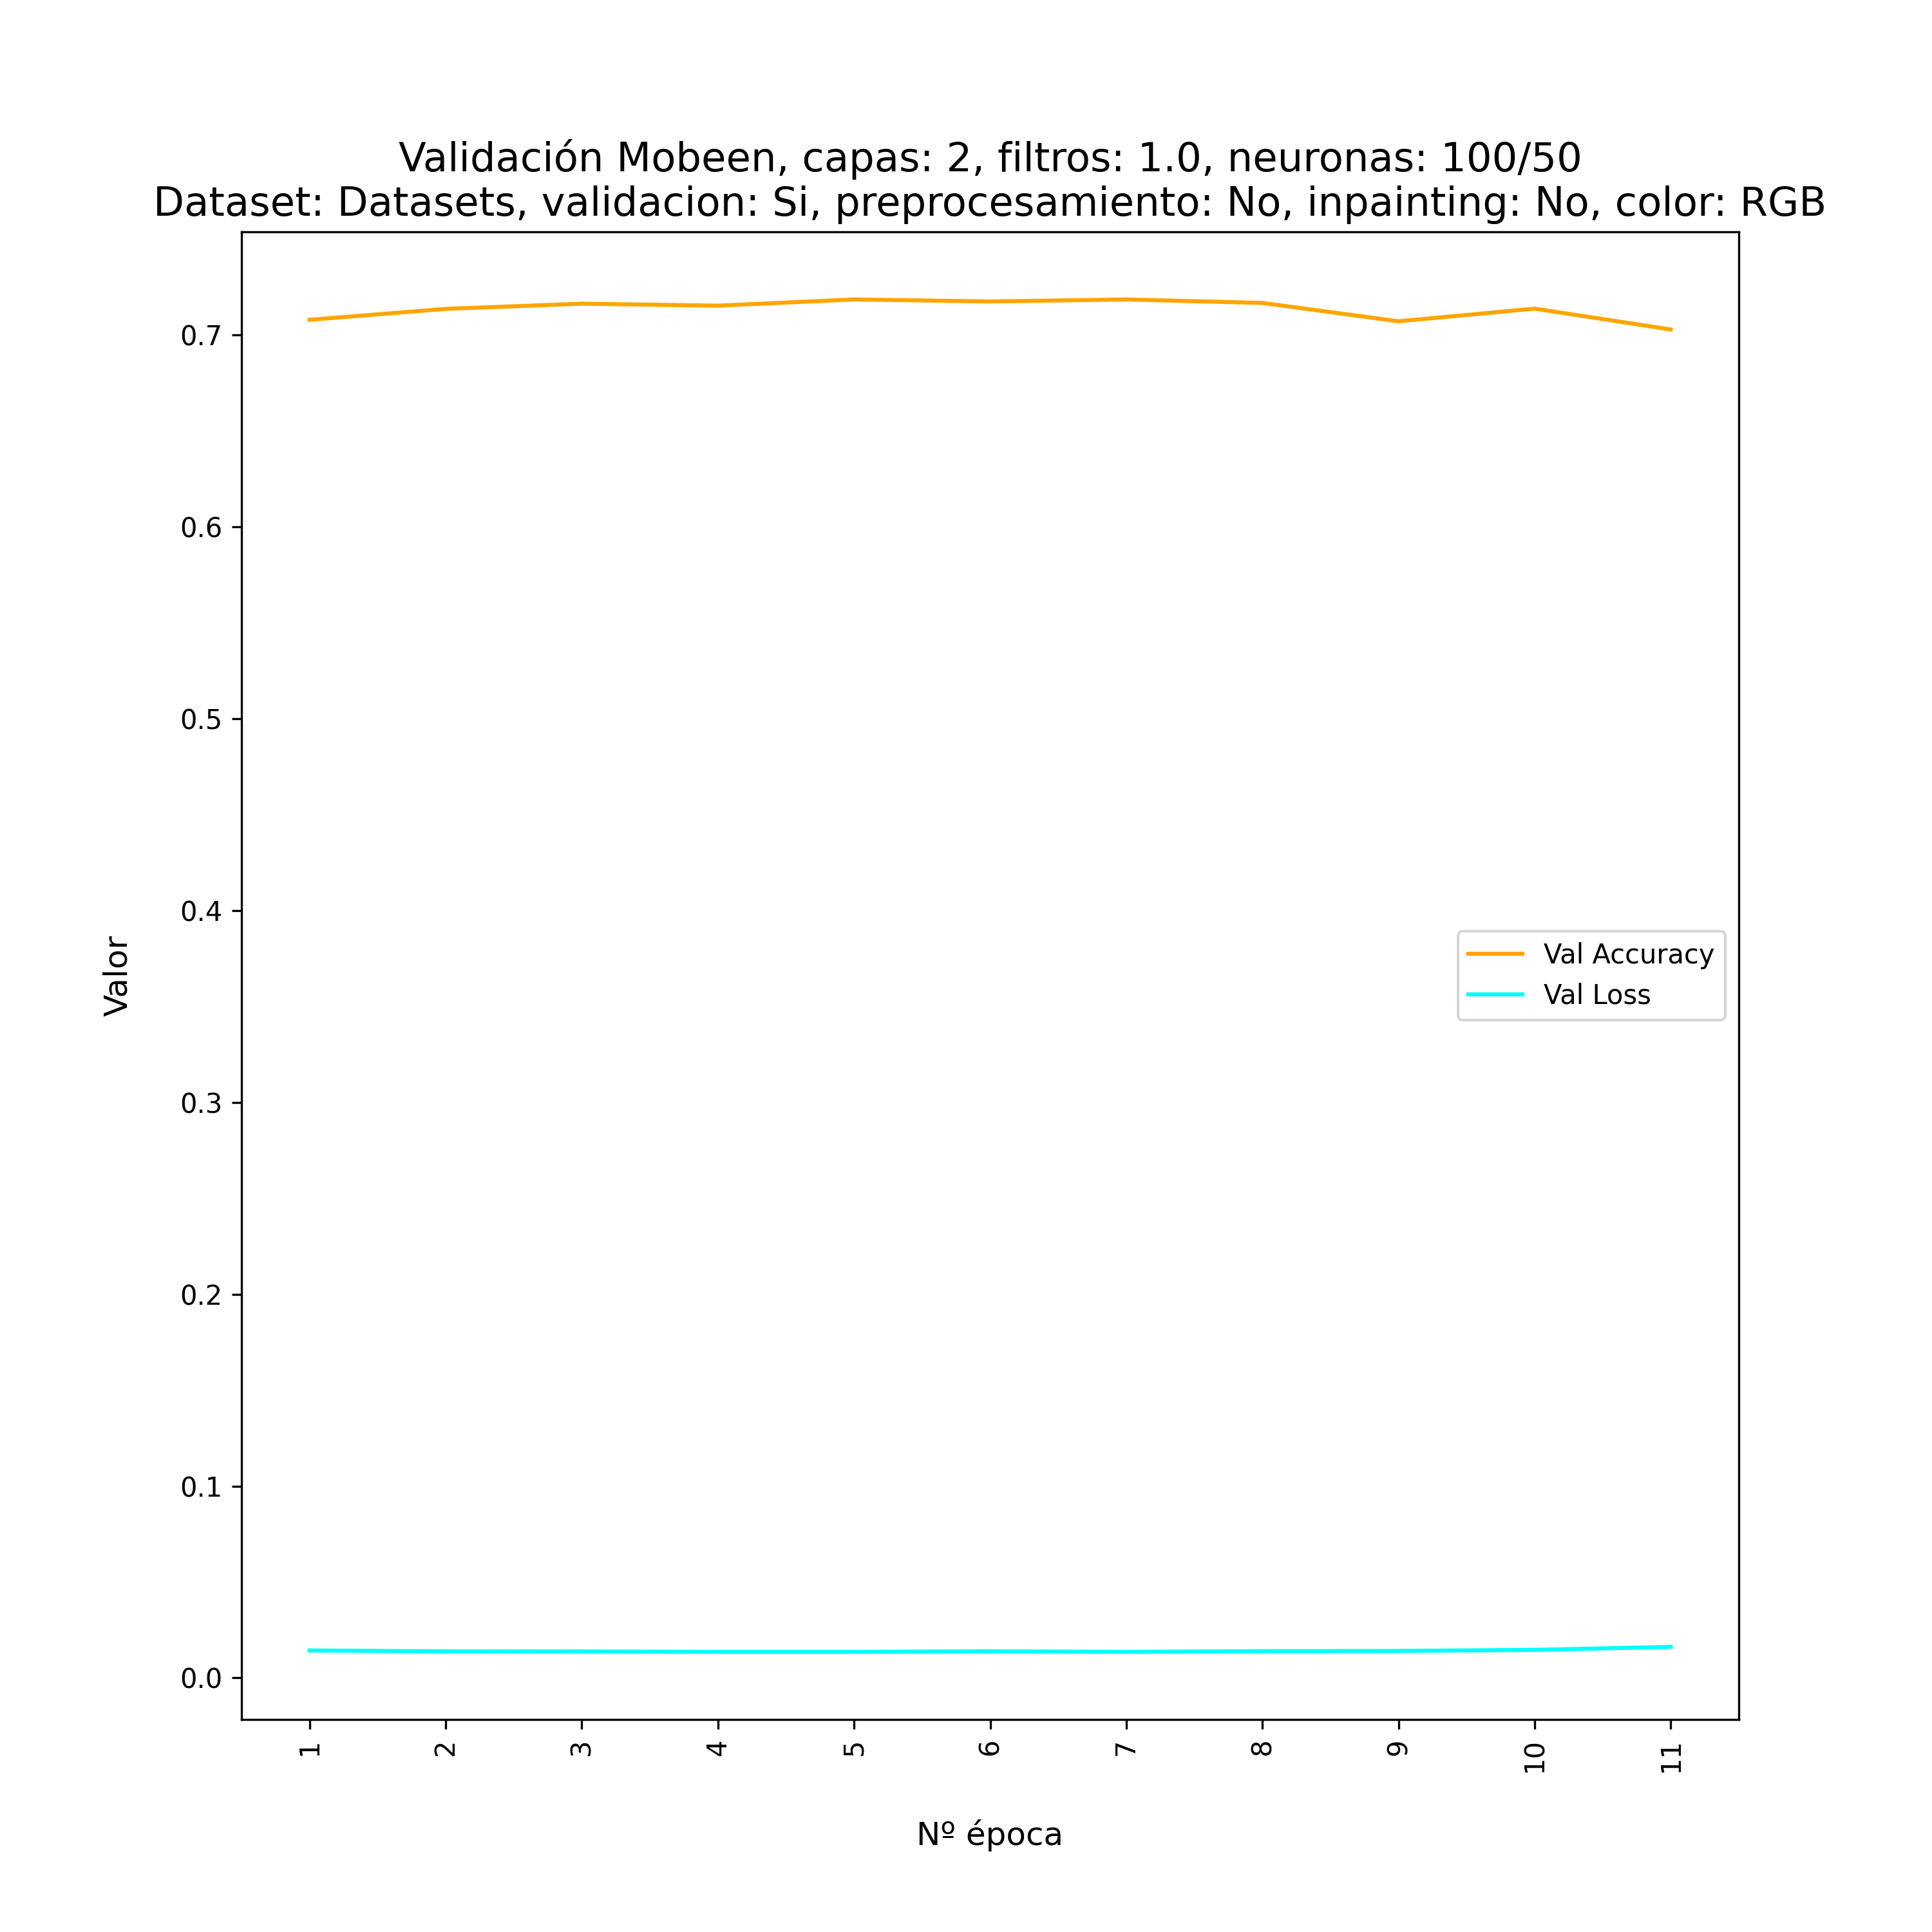 Validación Mobeen, capas: 2, filtros: 1.0, neuronas: 100/50
Dataset: Datasets, validacion: Si, preprocesamiento: No, inpainting: No, color: RGB
0.7
0.6
0.5
0.4
0.3
0.2
0.1
0.0
Valor
Val Accuracy
Val Loss
1 2 3 4 5 6 7 8 9 10 11
Nº época